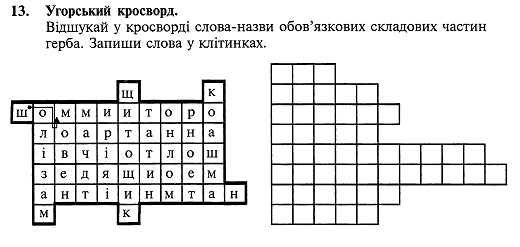 13. Угорський кросворд.
Відшукай у кросворді слова-назви обов’язкових складових частин
герба. Запиши слова у клітинках.
щ к
ш о м м и и т о р о
л о а р т а н н а
і в ч і о т л о ш
з е д я щ и о е м
а н т і и н м т а н
м к